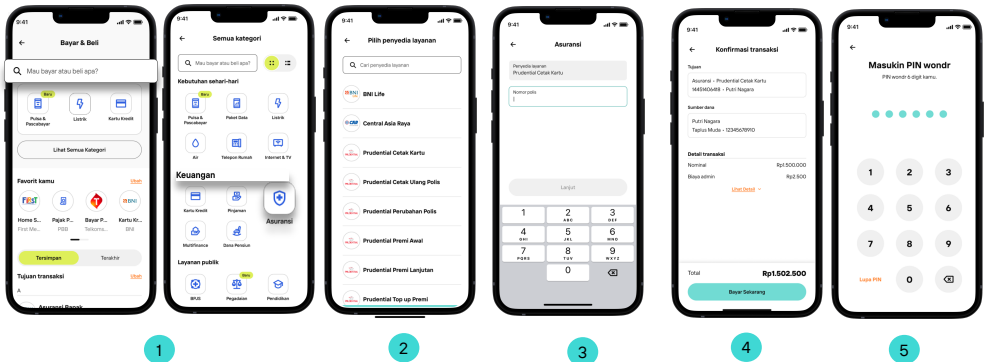 9:41
Bayar & Beli
Mau bayar atau beli apa?
Baru
Pulsa & Pascabayar
Listrik
Kartu Kredit
Lihat Semua Kategori
Favorit kamu
Ubah
FIRST
BNI
Home S...
Pajak P...
Bayar P...
Kartu Kr...
First Me...
PBB
Telkoms...
BNI
Tersimpan
Terakhir
Tujuan transaksi
Ubah
A
Asuransi Bapak
1
9:41
Semua kategori
Mau bayar atau beli apa?
Kebutuhan sehari-hari
Baru
Pulsa & Pascabayar
Paket Data
Listrik
Air
Telepon Rumah
Internet & TV
Keuangan
Kartu Kredit
Pinjaman
Asuransi
Multifinance
Dana Pensiun
Layanan publik
Baru
BPJS
Pegadaian
Pendidikan
9:41
Pilih penyedia layanan
Cari penyedia layanan
BNI Life
Central Asia Raya
Prudential Cetak Kartu
Prudential Cetak Ulang Polis
Prudential Perubahan Polis
Prudential Premi Awal
Prudential Premi Lanjutan
Prudential Top up Premi
2
9:41
Asuransi
Penyedia layanan
Prudential Cetak Kartu
Nomor polis
Lanjut
1
2
ABC
3
DEF
4
GHI
5
JKL
6
MNO
7
PQRS
8
TUV
9
WXYZ
0
3
9:41
Konfirmasi transaksi
Tujuan
Asuransi - Prudential Cetak Kartu
14451406418 - Putri Nagara
Sumber dana
Putri Nagara
Taplus Muda - 12345678910
Detail transaksi
Nominal
Rp1.500.000
Biaya admin
Rp2.500
Lihat Detail
Total
Rp1.502.500
Bayar Sekarang
4
9:41
Masukin PIN wondr
PIN wondr 6 digit kamu.
1
2
3
4
5
6
7
8
9
Lupa PIN
0
5